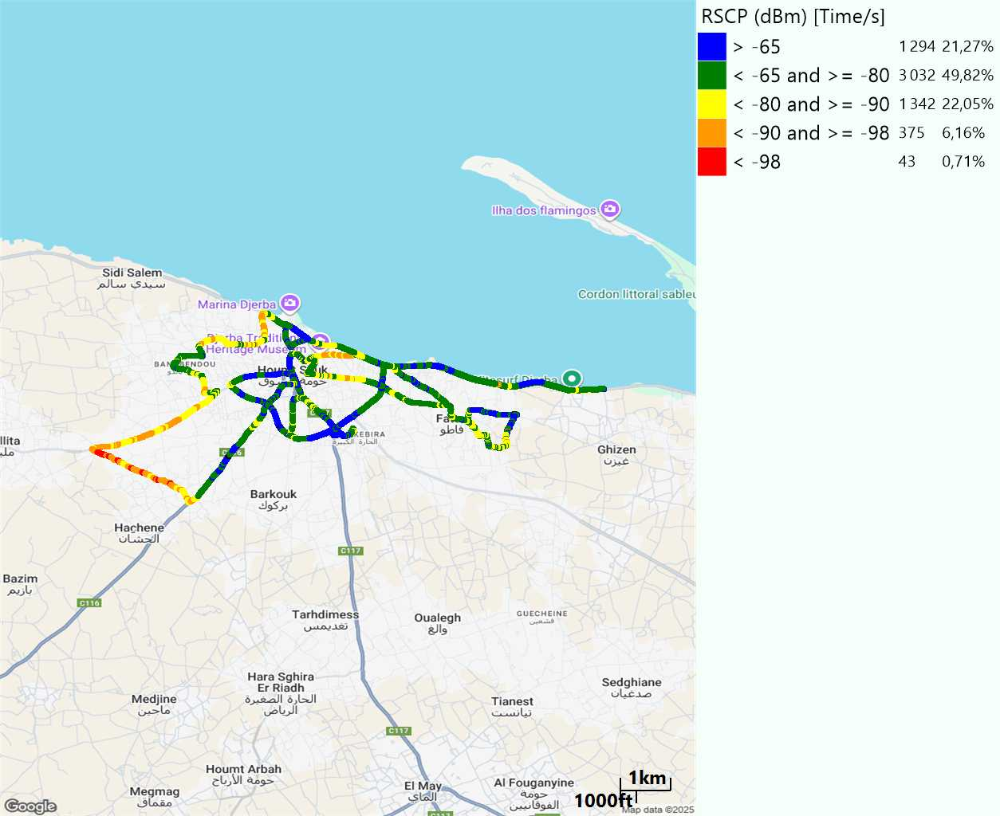 RSCP (dBm) [Time/s]
> -65 1 294 21,27%
< -65 and >= -80 3 032 49,82%
< -80 and >= -90 1 342 22,05%
< -90 and >= -98 375 6,16%
< -98 43 0,71%
Ilha dos flamingos
Sidi Salem
سيدي سالم
Cordon littoral sableu
Marina Djerba
Heritage Museum
حومة
Ghizen
غيزن
فاطو
الحارة الكبيرة
Barkouk
بركوك
Hachene
الحشان
C117
Bazim
بازيم
C116
Tarhdimess
تغديمس
Oualegh
والغ
GUECHEINE
قشعيين
Hara Sghira
Er Riadh
الحارة الصغيرة
الرياض
Sedghiane
صدغيان
Medjine
ماجين
Tianest
تيانست
C117
Houmt Arbah
حومة الأرباح
Megmag
مقماق
El May
الماي
Al Fouganyine
حومة
الفوقانيين
1km
1000ft
C117
Google
Map data ©2025